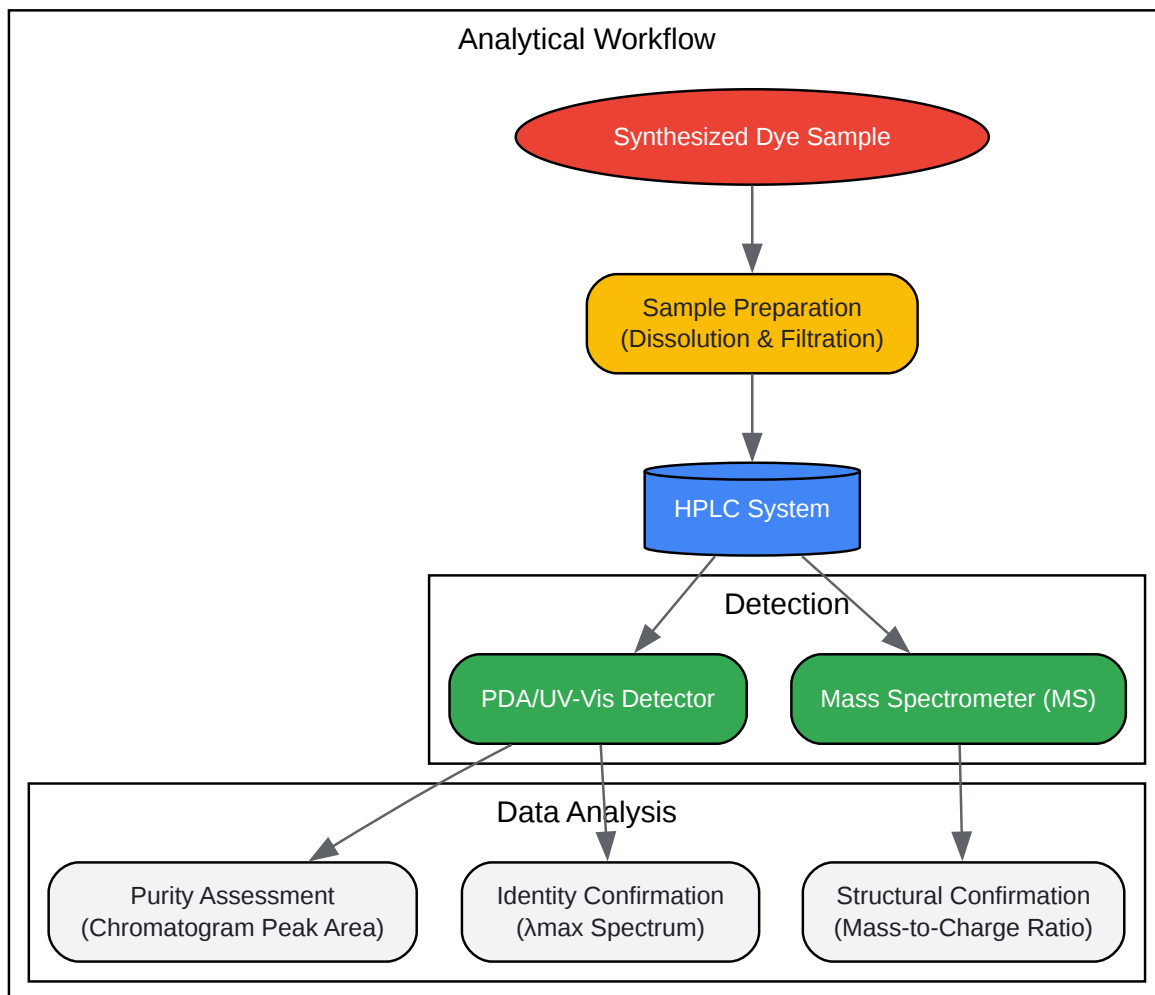 Analytical Workflow
Synthesized Dye Sample
Sample Preparation
(Dissolution & Filtration)
HPLC System
Detection
PDA/UV-Vis Detector
Mass Spectrometer (MS)
Data Analysis
Purity Assessment
(Chromatogram Peak Area)
Identity Confirmation
(λmax Spectrum)
Structural Confirmation
(Mass-to-Charge Ratio)